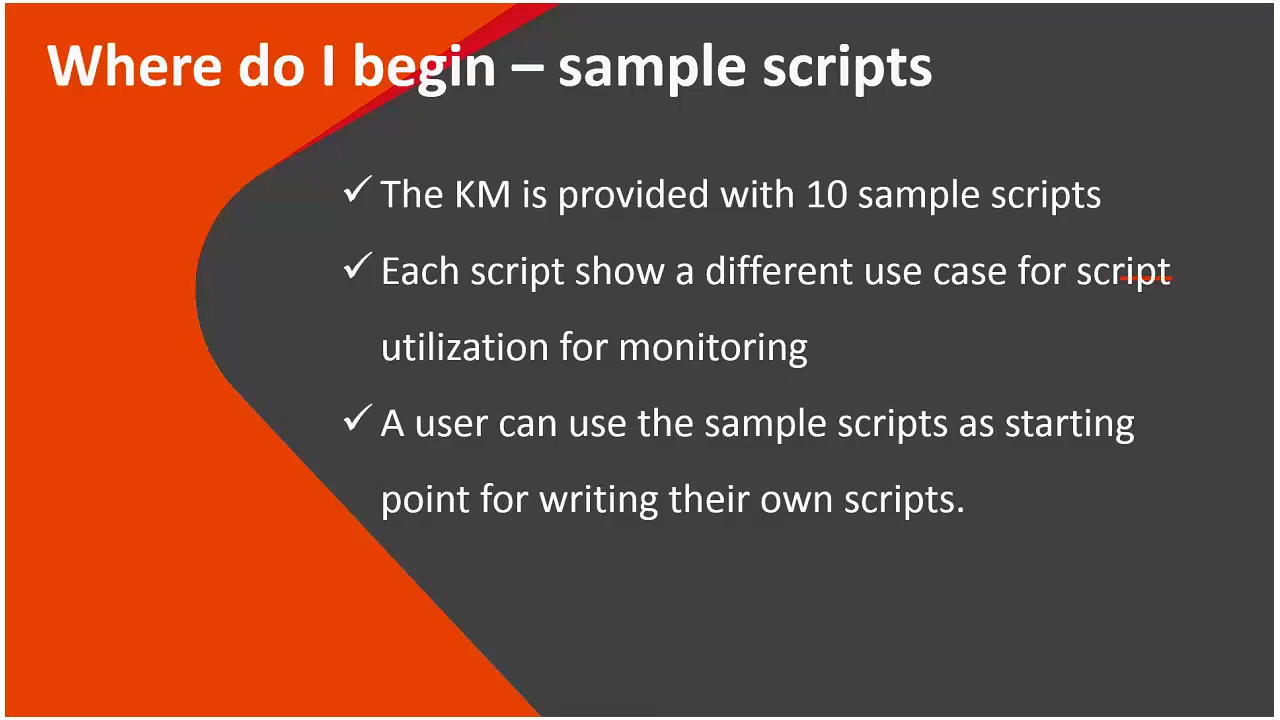 Where do I begin – sample scripts
✓ The KM is provided with 10 sample scripts
✓ Each script show a different use case for script
utilization for monitoring
✓ A user can use the sample scripts as starting
point for writing their own scripts.